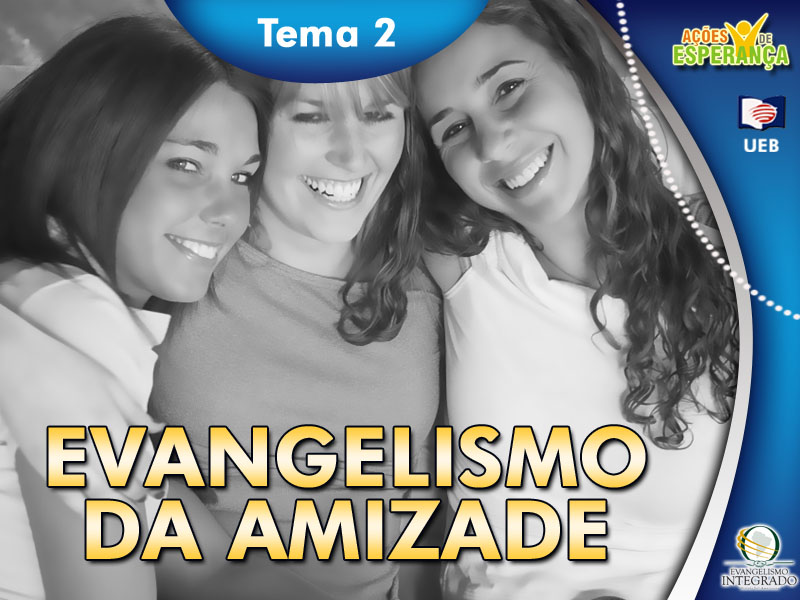 Tema 2
AÇÕES DE
ESPERANÇA
UEB
EVANGELISMO
DA AMIZADE
EVANGELISMO
INTEGRADO